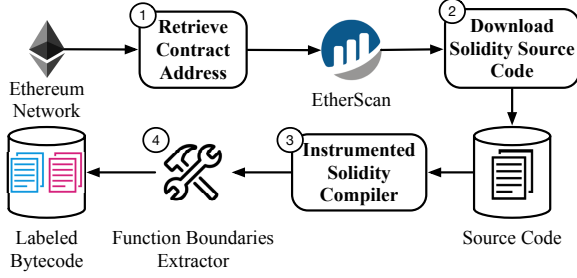 1
Retrieve
Contract
Address
2
Download
Solidity Source
Code
Ethereum
Network
EtherScan
4
3
Instrumented
Solidity
Compiler
Labeled
Bytecode
Function Boundaries
Extractor
Source Code